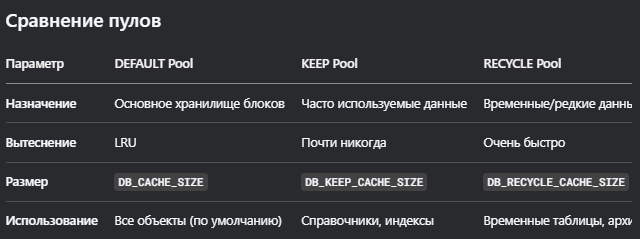 Сравнение пулов
Параметр DEFAULT Pool KEEP Pool RECYCLE Pool
Назначение Основное хранилище блоков Часто используемые данные Временные/редкие
Вытеснение LRU Почти никогда Очень быстро
Размер DB_CACHE_SIZE DB_KEEP_CACHE_SIZE DB_RECYCLE_CACHE_SIZE
Использование Все объекты (по умолчанию) Справочники, индексы Временные таблицы,